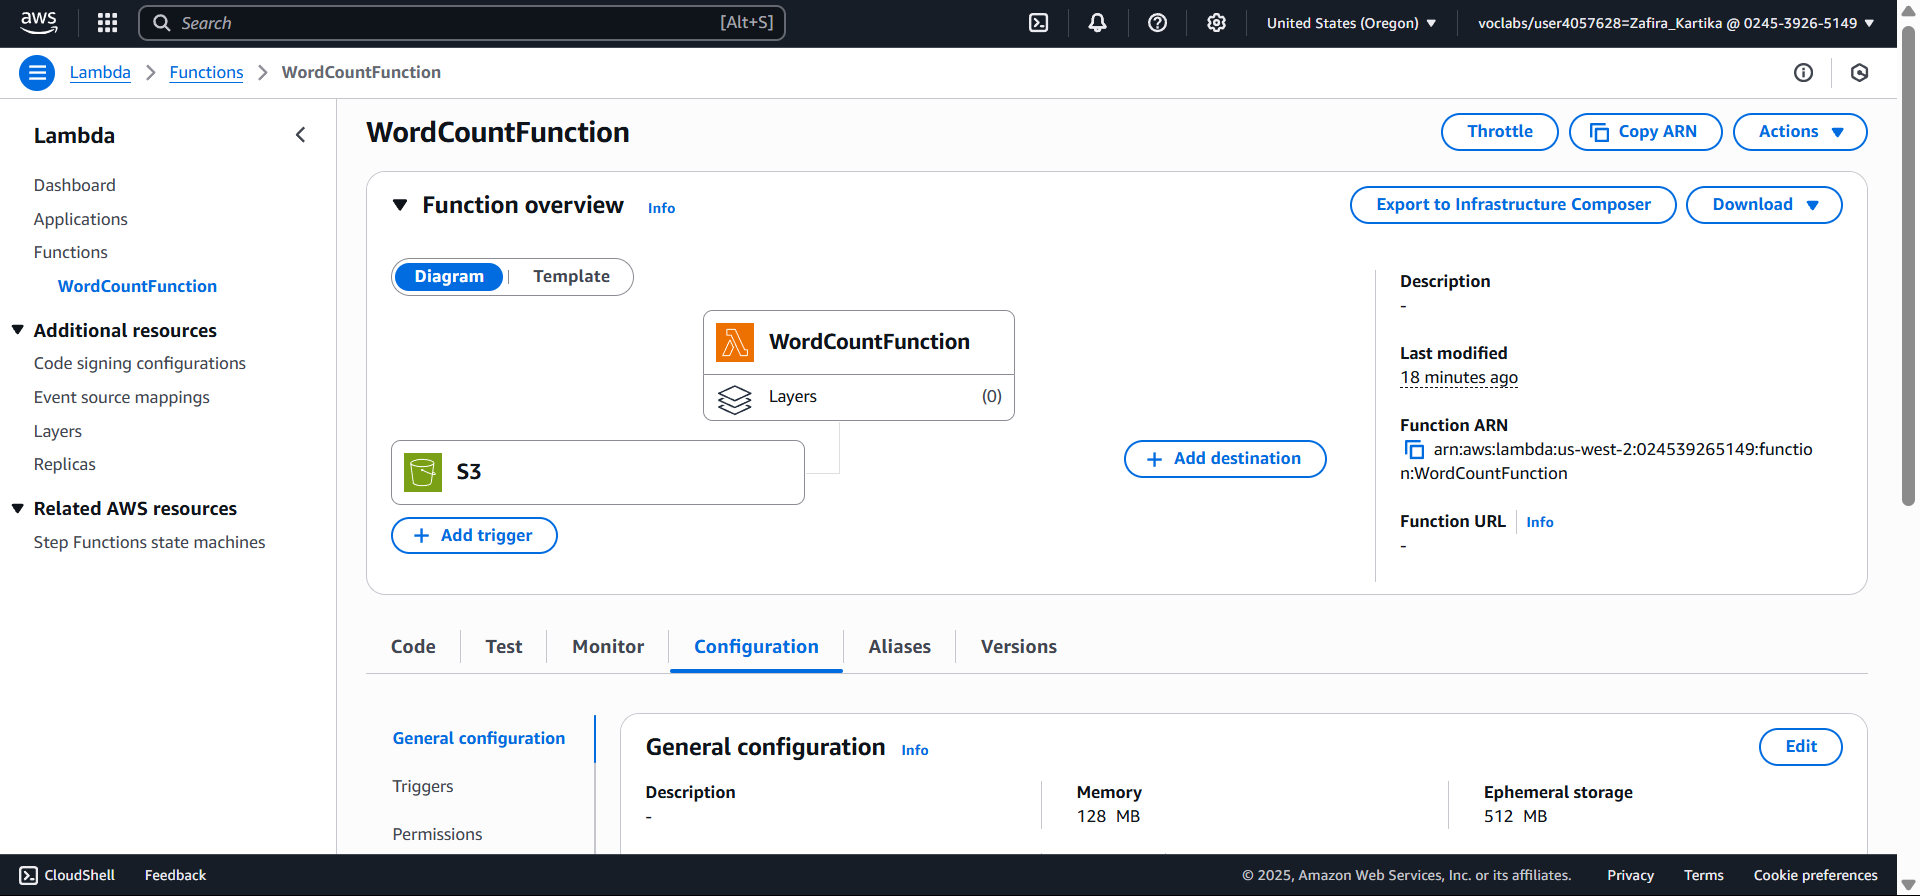 aws
Search [Alt+S]
United States (Oregon)
voclabs/user4057628=Zafira_Kartika @ 0245-3926-5149
Lambda
Functions
WordCountFunction
Lambda
Dashboard
Applications
Functions
WordCountFunction
Additional resources
Code signing configurations
Event source mappings
Layers
Replicas
Related AWS resources
Step Functions state machines
WordCountFunction
Throttle
Copy ARN
Actions
Function overview Info
Export to Infrastructure Composer
Download
Diagram
Template
WordCountFunction
Layers (0)
S3
Add trigger
Add destination
Description
-
Last modified
18 minutes ago
Function ARN
arn:aws:lambda:us-west-2:024539265149:functio
n:WordCountFunction
Function URL Info
-
Code
Test
Monitor
Configuration
Aliases
Versions
General configuration
Triggers
Permissions
General configuration Info
Edit
Description
-
Memory
128 MB
Ephemeral storage
512 MB
CloudShell
Feedback
© 2025, Amazon Web Services, Inc. or its affiliates.
Privacy
Terms
Cookie preferences